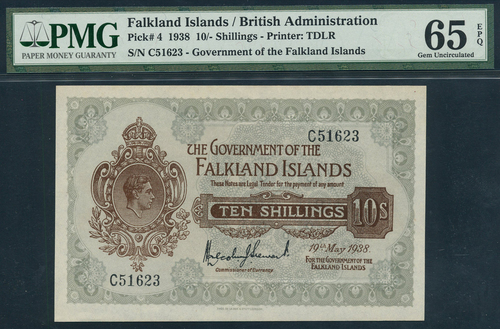 PMG
PAPER MONEY GUARANTY
Falkland Islands / British Administration
Pick# 4 1938 10/- Shillings - Printer: TDLR
S/N C51623 - Government of the Falkland Islands
65 EPQ
Gem Uncirculated
C51623
THE GOVERNMENT OF THE
FALKLAND ISLANDS
These Notes are Legal Tender for the payment of any amount
TEN SHILLINGS 10s
19th May 1938.
Commissioner of Currency.
FOR THE GOVERNMENT OF THE
FALKLAND ISLANDS
C51623